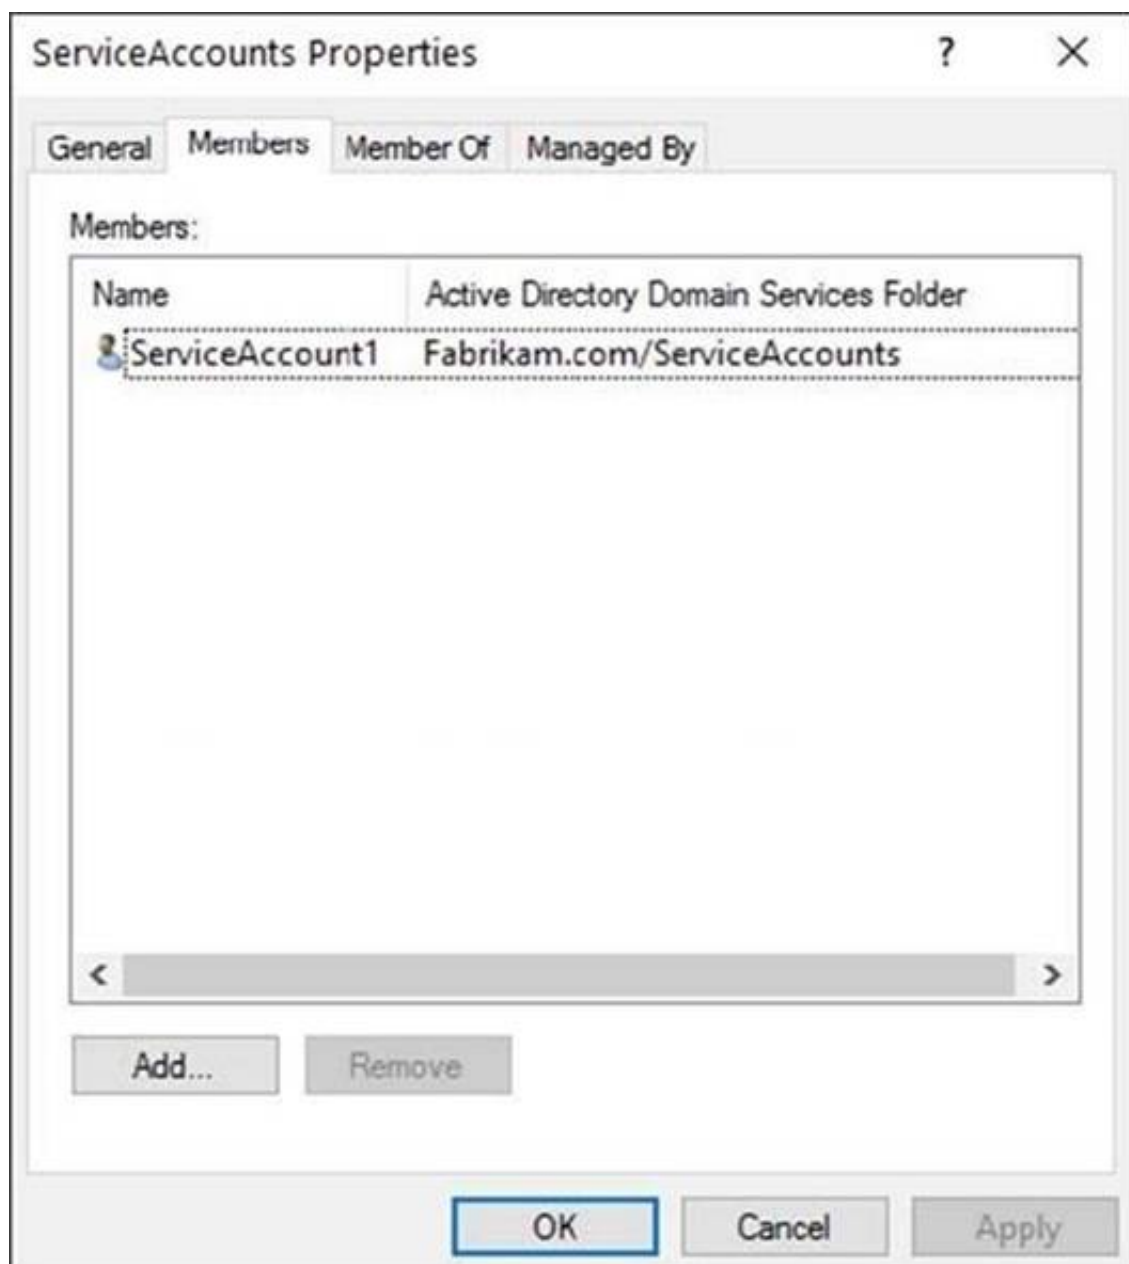 ServiceAccounts Properties ? ×
General Members Member Of Managed By
Members:
Name Active Directory Domain Services Folder
ServiceAccount1 Fabrikam.com/ServiceAccounts
Add... Remove
OK Cancel Apply